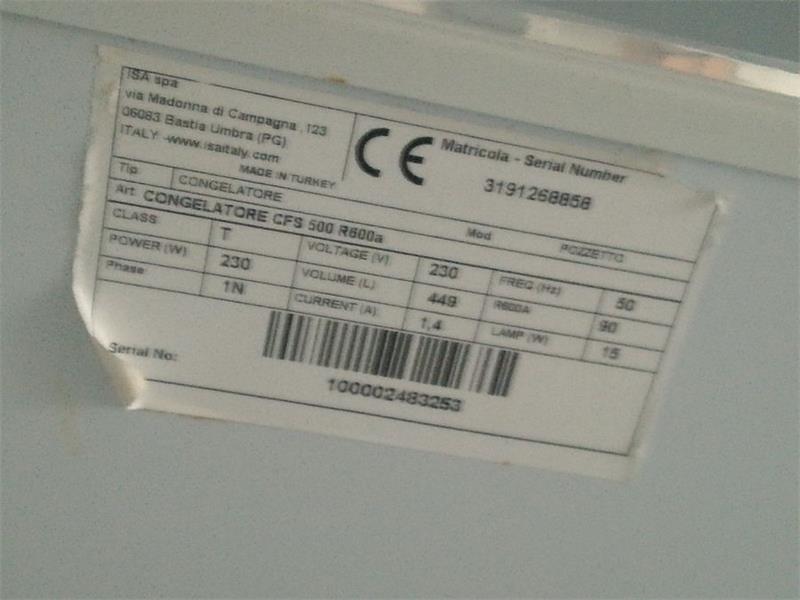 ISA spa
via Madonna di Campagna ,123
06083 Bastia Umbra (PG)
ITALY -www.isaitaly.com
MADE IN TURKEY
CE Matricola - Serial Number
3191268858
Tip. CONGELATORE Mod POZZETTO
Art. CONGELATORE CFS 500 R600a
CLASS T VOLTAGE (V) 230 FREQ (Hz) 50
POWER (W) 230 VOLUME (L) 449 R600A 90
Phase 1N CURRENT (A) 1,4 LAMP (W) 15
Serial No:
100002483253